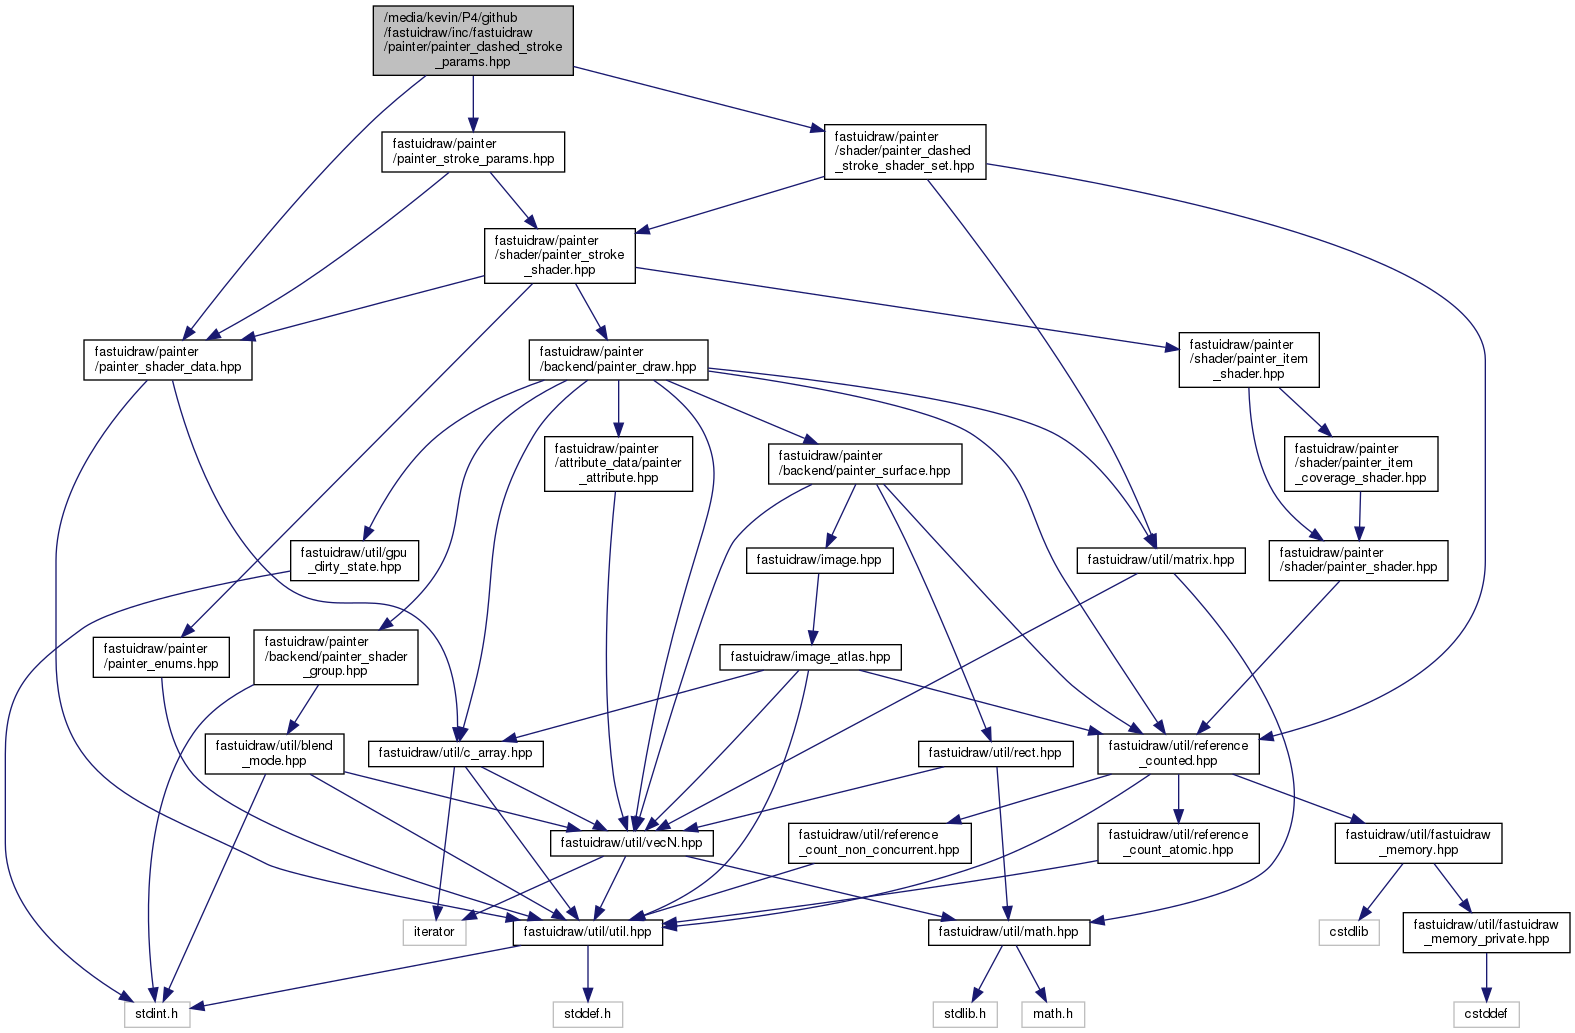 /media/kevin/P4/github
/fastuidraw/inc/fastuidraw
/painter/painter_dashed_stroke
_params.hpp
fastuidraw/painter
/painter_stroke_params.hpp
fastuidraw/painter
/shader/painter_dashed
_stroke_shader_set.hpp
fastuidraw/painter
/shader/painter_stroke
_shader.hpp
fastuidraw/painter
/painter_shader_data.hpp
fastuidraw/painter
/backend/painter_draw.hpp
fastuidraw/painter
/shader/painter_item
_shader.hpp
fastuidraw/painter
/attribute_data/painter
_attribute.hpp
fastuidraw/painter
/backend/painter_surface.hpp
fastuidraw/painter
/shader/painter_item
_coverage_shader.hpp
fastuidraw/util/gpu
_dirty_state.hpp
fastuidraw/image.hpp
fastuidraw/util/matrix.hpp
fastuidraw/painter
/shader/painter_shader.hpp
fastuidraw/painter
/painter_enums.hpp
fastuidraw/painter
/backend/painter_shader
_group.hpp
fastuidraw/image_atlas.hpp
fastuidraw/util/blend
_mode.hpp
fastuidraw/util/c_array.hpp
fastuidraw/util/rect.hpp
fastuidraw/util/reference
_counted.hpp
fastuidraw/util/vecN.hpp
fastuidraw/util/reference
_count_non_concurrent.hpp
fastuidraw/util/reference
_count_atomic.hpp
fastuidraw/util/fastuidraw
_memory.hpp
iterator
fastuidraw/util/util.hpp
fastuidraw/util/math.hpp
cstdlib
fastuidraw/util/fastuidraw
_memory_private.hpp
stdint.h
stddef.h
stdlib.h
math.h
cstddef